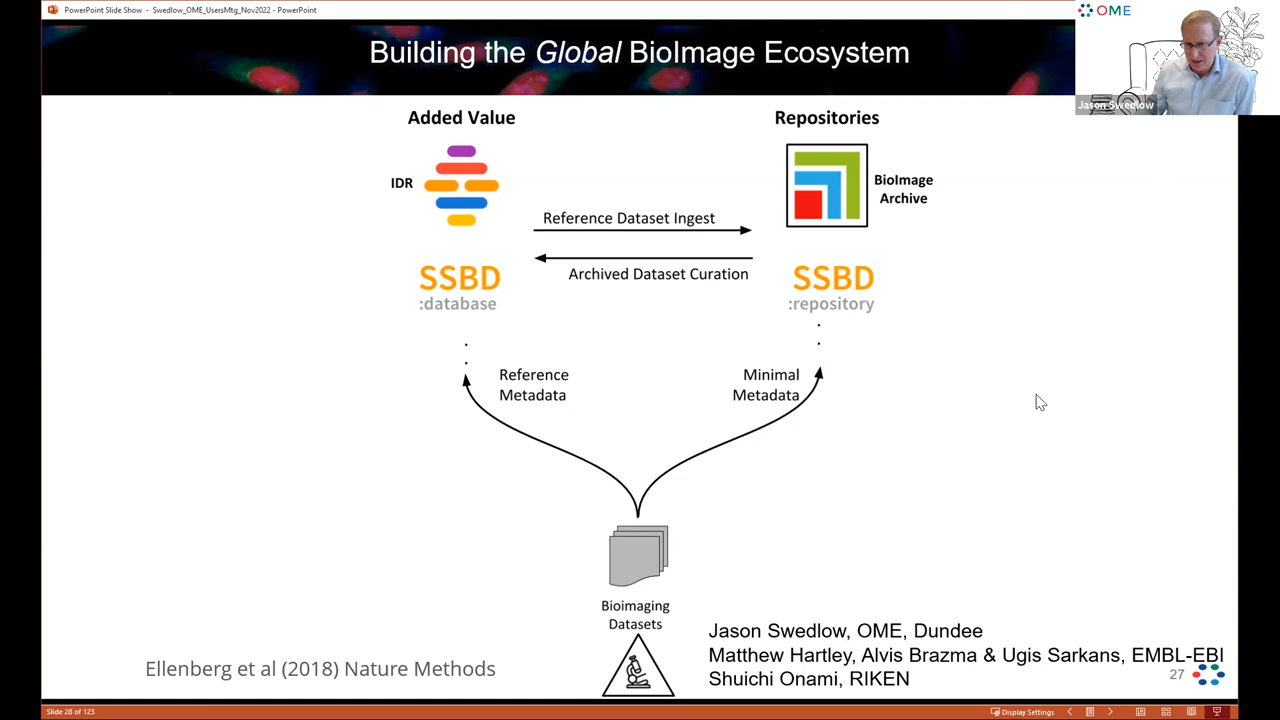 PowerPoint Slide Show - Swedlow_OME_UsersMtg_Nov2022 - PowerPoint
OME
Building the Global BioImage Ecosystem
Jason Swedlow
Added Value
Repositories
IDR
BioImage
Archive
Reference Dataset Ingest
Archived Dataset Curation
SSBD
:database
SSBD
:repository
Reference
Metadata
Minimal
Metadata
Bioimaging
Datasets
Jason Swedlow, OME, Dundee
Matthew Hartley, Alvis Brazma & Ugis Sarkans, EMBL-EBI
Shuichi Onami, RIKEN
Ellenberg et al (2018) Nature Methods
27
Slide 28 of 123
Display Settings